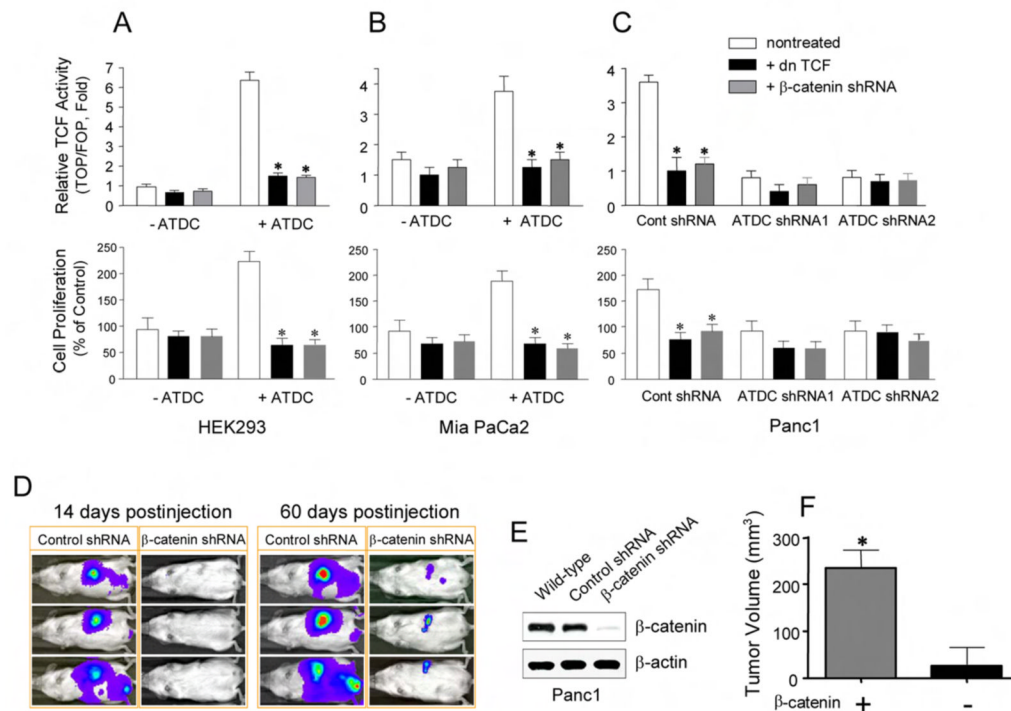 A
B
C
nontreated
+ dn TCF
+ β-catenin shRNA
Relative TCF Activity
(TOP/FOP, Fold)
7
6
5
4
3
2
1
0
* *
- ATDC
+ ATDC
4
3
2
1
0
* *
- ATDC
+ ATDC
4
3
2
1
0
* *
Cont shRNA
ATDC shRNA1
ATDC shRNA2
Cell Proliferation
(% of Control)
250
200
150
100
50
0
* *
- ATDC
+ ATDC
HEK293
250
200
150
100
50
0
* *
- ATDC
+ ATDC
Mia PaCa2
250
200
150
100
50
0
* *
Cont shRNA
ATDC shRNA1
ATDC shRNA2
Panc1
D
14 days postinjection
60 days postinjection
Control shRNA
β-catenin shRNA
Control shRNA
β-catenin shRNA
E
Wild-type
Control shRNA
β-catenin shRNA
β-catenin
β-actin
Panc1
F
Tumor Volume (mm³)
300
200
100
0
*
β-catenin + -